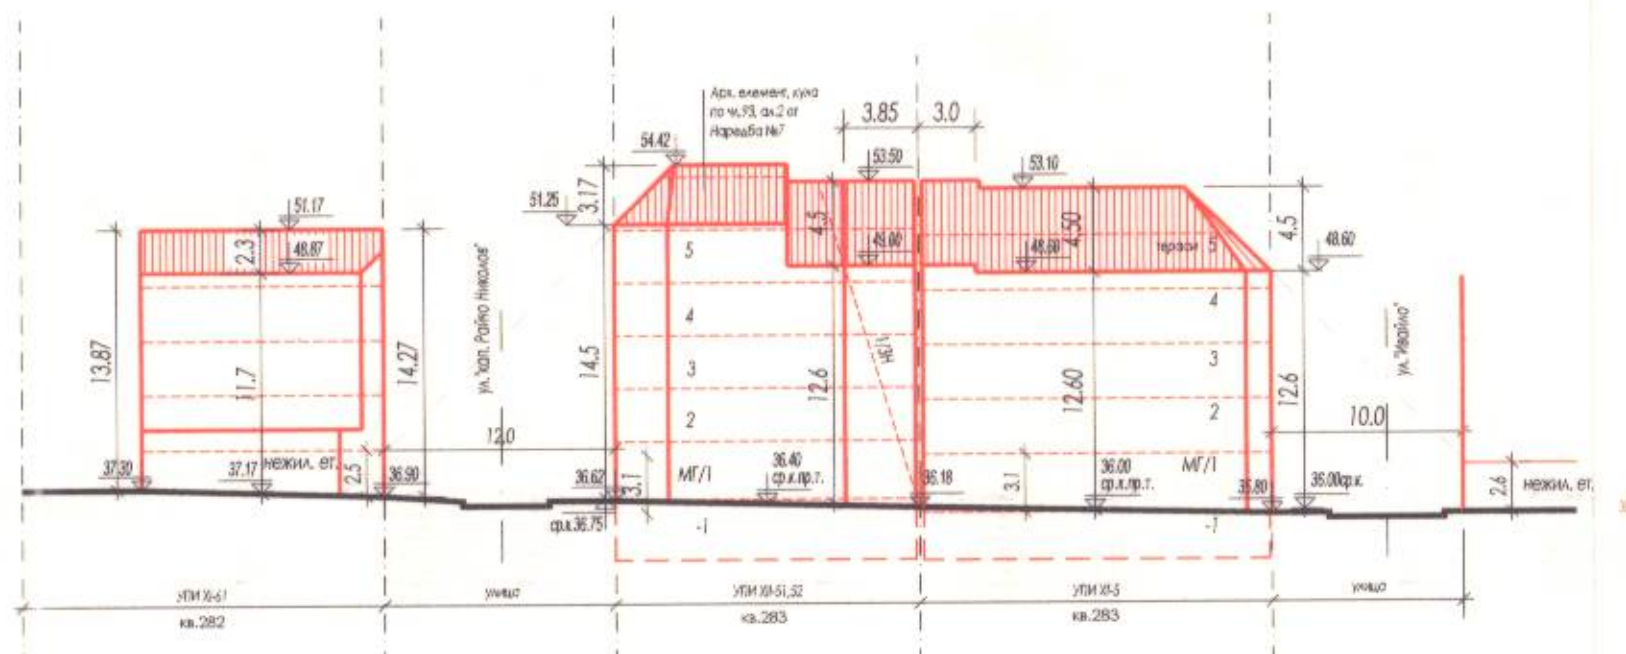 Арх. елемент, кула
по чл.93, ал.2 от
Наредба №7
3.85
3.0
54.42
53.50
53.10
51.17
51.25
3.17
48.87
2.3
4.5
49.00
4.50
48.60
тераси
5
4.5
48.60
5
4
3
2
МГ/1
-1
4
3
2
МГ/1
-1
13.87
11.7
14.27
ул."кап. Райчо Николов"
14.5
12.6
НЕ/1
12.60
12.6
ул."Ивайло"
12.0
10.0
37.30
37.17
нежил. ет.
2.5
36.90
36.62
3.1
36.40
ср.к.пр.т.
36.18
3.1
36.00
ср.к.пр.т.
35.80
36.00ср.к.
2.6
нежил. ет.
ср.к.36.75
УПИ XI-61
улица
УПИ XII-51,52
УПИ XI-5
улица
кв.282
кв.283
кв.283